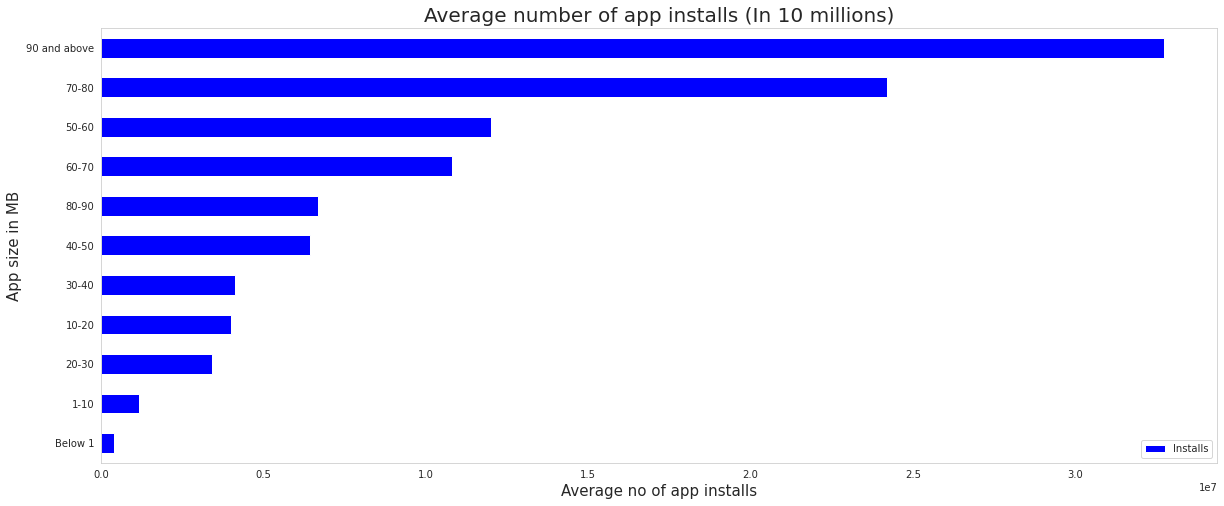 Average number of app installs (In 10 millions)
90 and above
70-80
50-60
60-70
80-90
40-50
30-40
10-20
20-30
1-10
Below 1
App size in MB
Installs
0.0 0.5 1.0 1.5 2.0 2.5 3.0
1e7
Average no of app installs